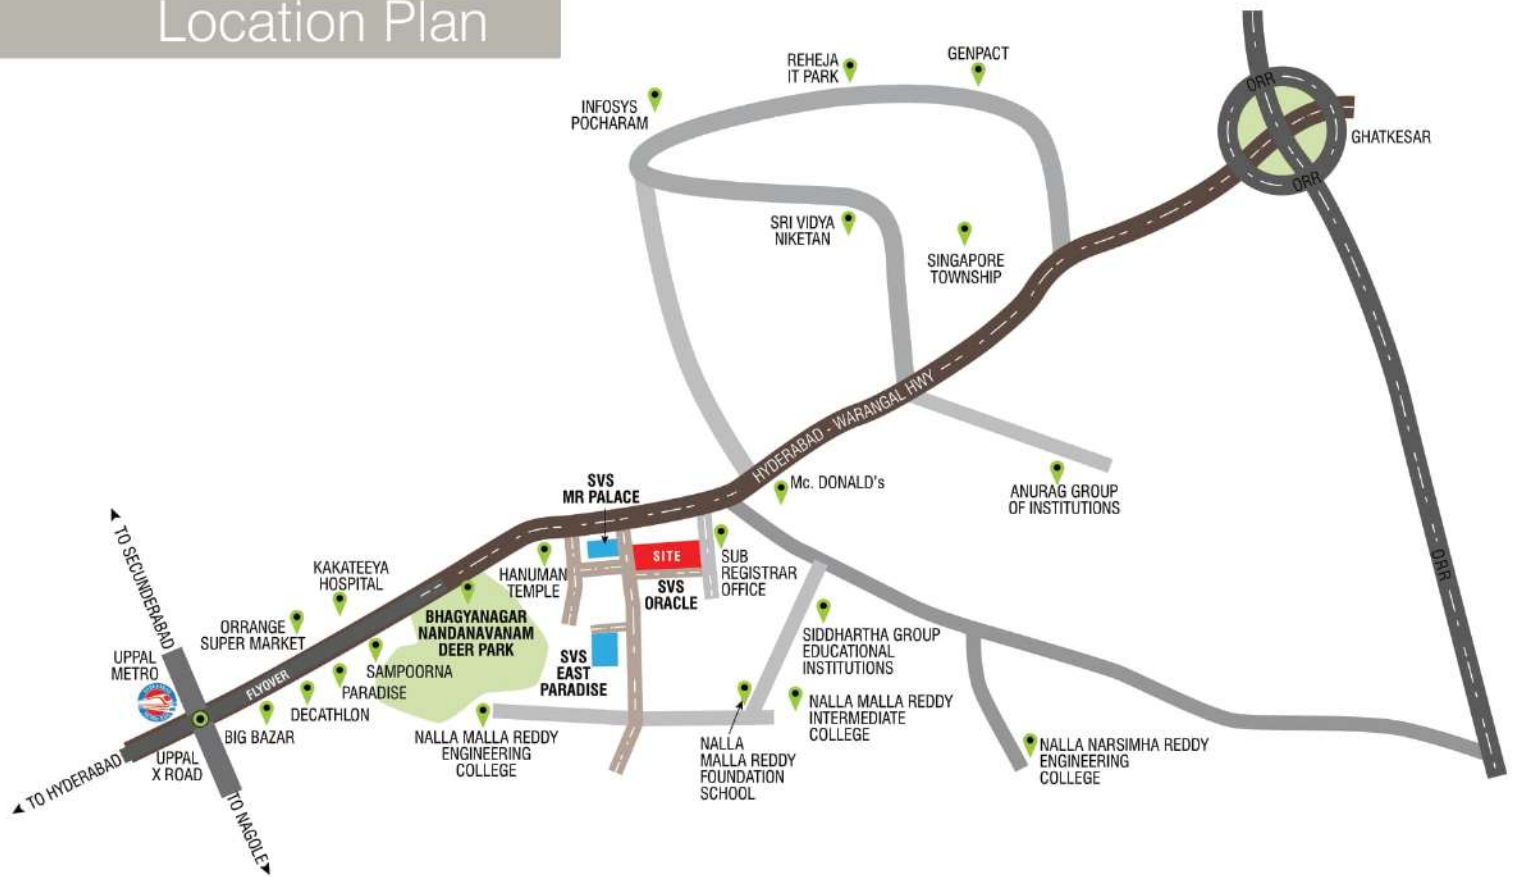 Location Plan
REHEJA
IT PARK
GENPACT
INFOSYS
POCHARAM
ORR
GHATKESAR
ORR
SRI VIDYA
NIKETAN
SINGAPORE
TOWNSHIP
HYDERABAD - WARANGAL HWY
SVS
MR PALACE
Mc. DONALD's
ANURAG GROUP
OF INSTITUTIONS
TO SECUNDERABAD
KAKATEEYA
HOSPITAL
HANUMAN
TEMPLE
SITE
SVS
ORACLE
SUB
REGISTRAR
OFFICE
ORR
ORRANGE
SUPER MARKET
BHAGYANAGAR
NANDANAVANAM
DEER PARK
SIDDHARTHA GROUP
EDUCATIONAL
INSTITUTIONS
UPPAL
METRO
FLYOVER
SAMPOORNA
PARADISE
DECATHLON
BIG BAZAR
SVS
EAST
PARADISE
NALLA MALLA REDDY
INTERMEDIATE
COLLEGE
NALLA MALLA REDDY
ENGINEERING
COLLEGE
NALLA
MALLA REDDY
FOUNDATION
SCHOOL
NALLA NARSIMHA REDDY
ENGINEERING
COLLEGE
UPPAL
X ROAD
TO HYDERABAD
TO NAGOLE